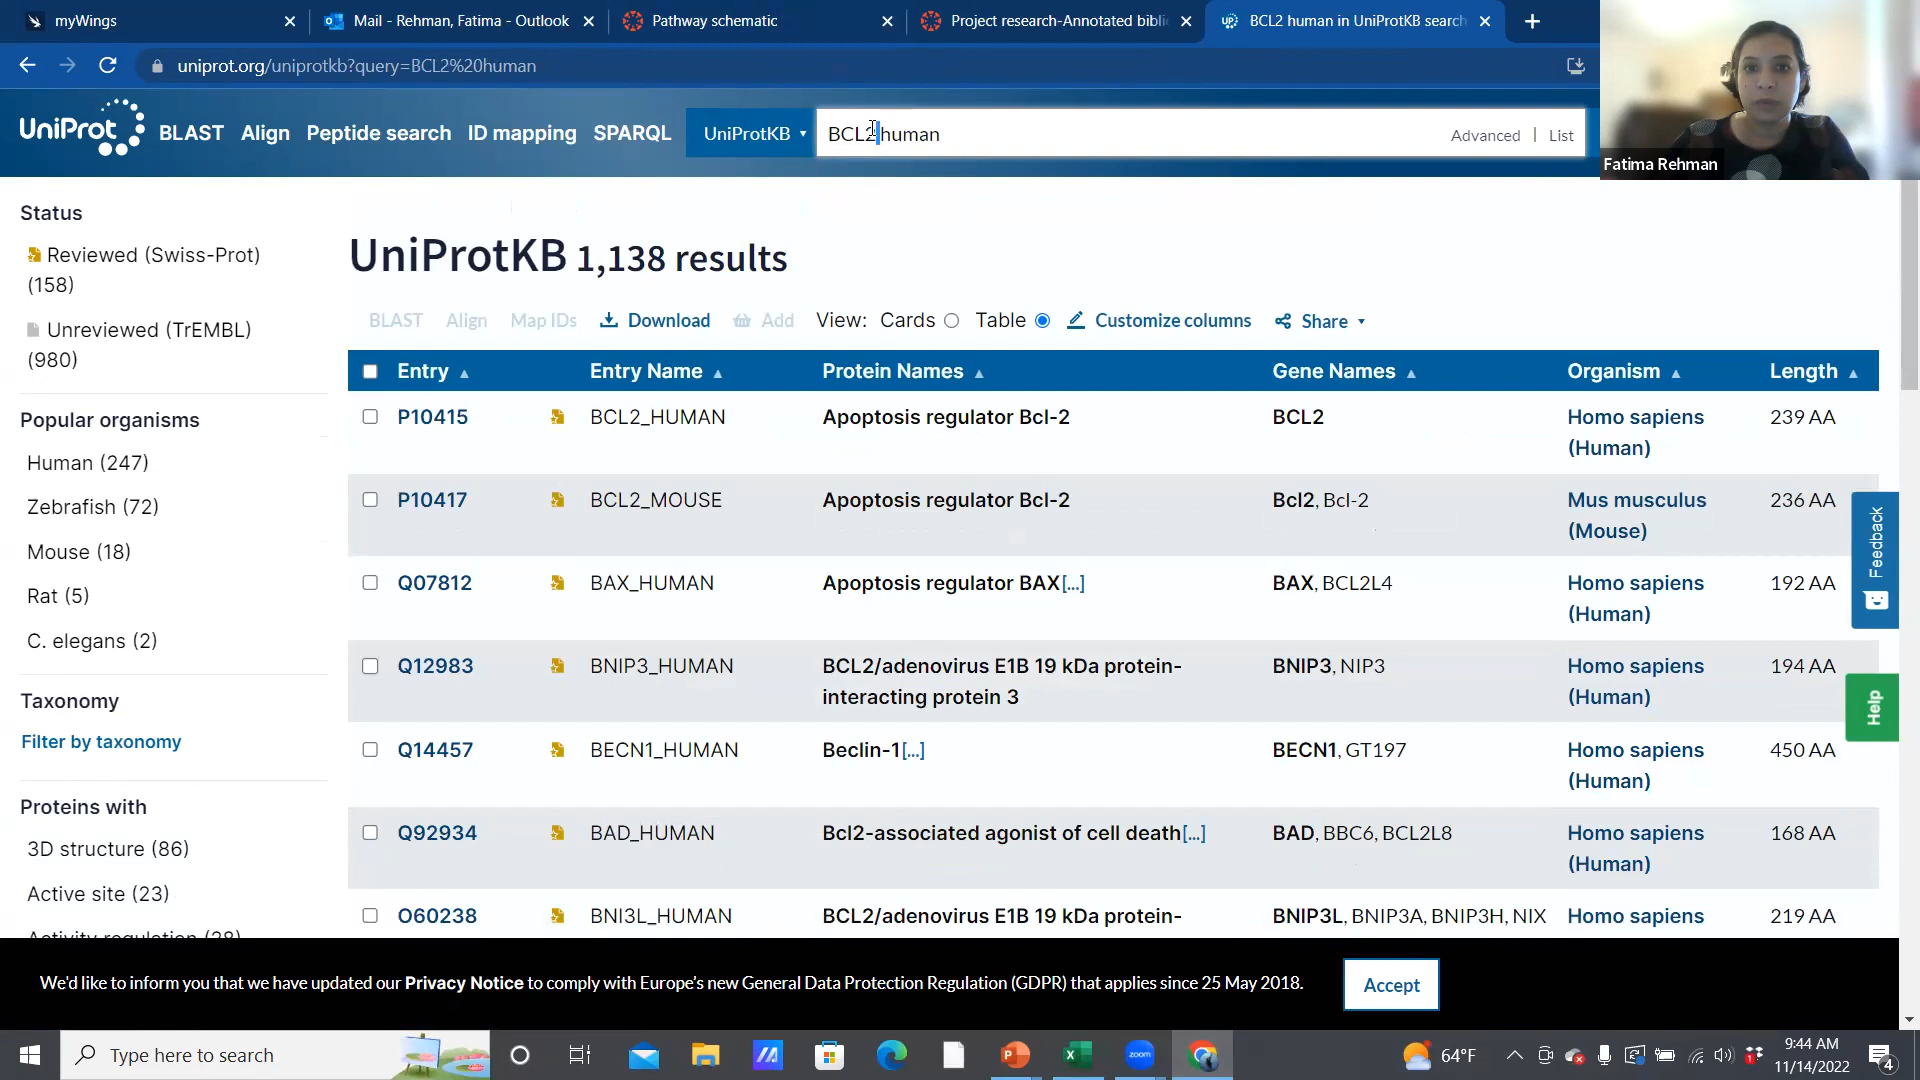 myWings
Mail - Rehman, Fatima - Outlook
Pathway schematic
Project research-Annotated bibli
BCL2 human in UniProtKB search
uniprot.org/uniprotkb?query=BCL2%20human
UniProt
BLAST Align Peptide search ID mapping SPARQL
UniProtKB
BCL2 human
Advanced | List
Fatima Rehman
Status
Reviewed (Swiss-Prot)
(158)
Unreviewed (TrEMBL)
(980)
Popular organisms
Human (247)
Zebrafish (72)
Mouse (18)
Rat (5)
C. elegans (2)
Taxonomy
Filter by taxonomy
Proteins with
3D structure (86)
Active site (23)
Activity regulation (38)
UniProtKB 1,138 results
BLAST Align Map IDs Download Add View: Cards Table Customize columns Share
Entry Entry Name Protein Names Gene Names Organism Length
P10415 BCL2_HUMAN Apoptosis regulator Bcl-2 BCL2 Homo sapiens 239 AA
(Human)
P10417 BCL2_MOUSE Apoptosis regulator Bcl-2 Bcl2, Bcl-2 Mus musculus 236 AA
(Mouse)
Q07812 BAX_HUMAN Apoptosis regulator BAX[...] BAX, BCL2L4 Homo sapiens 192 AA
(Human)
Q12983 BNIP3_HUMAN BCL2/adenovirus E1B 19 kDa protein- BNIP3, NIP3 Homo sapiens 194 AA
interacting protein 3 (Human)
Q14457 BECN1_HUMAN Beclin-1[...] BECN1, GT197 Homo sapiens 450 AA
(Human)
Q92934 BAD_HUMAN Bcl2-associated agonist of cell death[...] BAD, BBC6, BCL2L8 Homo sapiens 168 AA
(Human)
O60238 BNI3L_HUMAN BCL2/adenovirus E1B 19 kDa protein- BNIP3L, BNIP3A, BNIP3H, NIX Homo sapiens 219 AA
Feedback
Help
We'd like to inform you that we have updated our Privacy Notice to comply with Europe's new General Data Protection Regulation (GDPR) that applies since 25 May 2018.
Accept
Type here to search
zoom
64°F
9:44 AM
11/14/2022
4